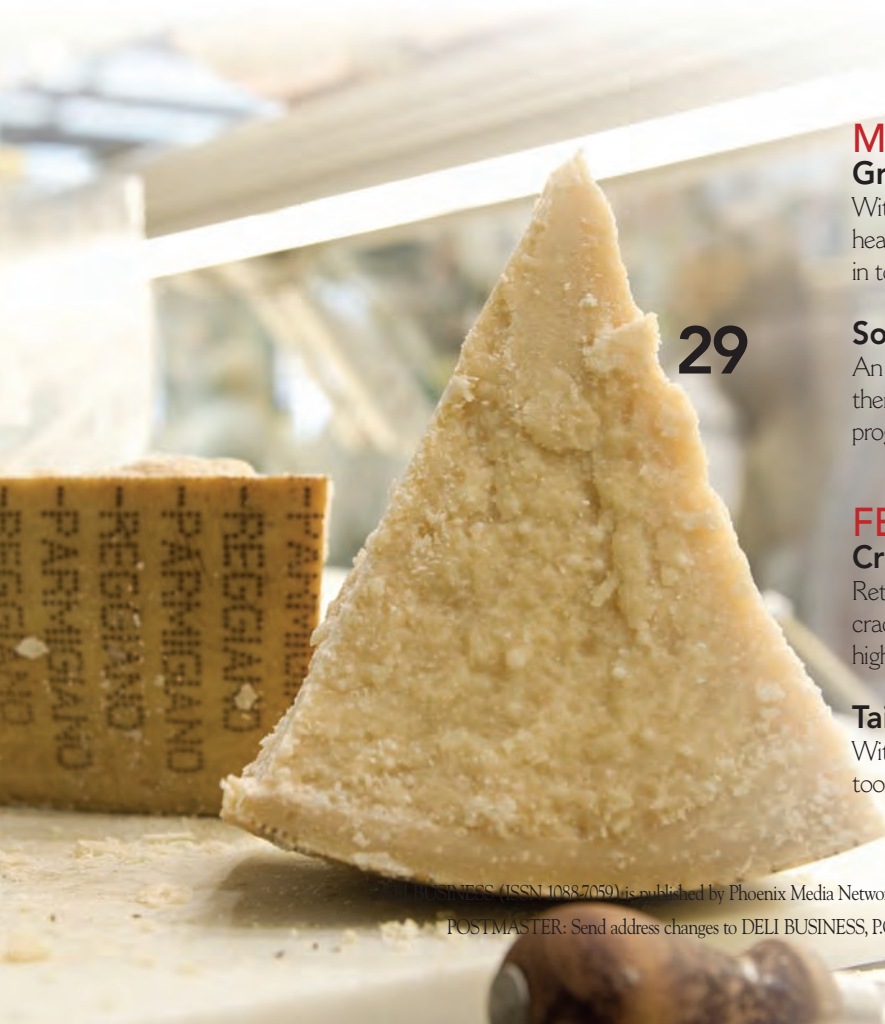 REGGIANO
PARMIGIANO
REGGIANO
PARMIGIANO
REGGIANO
29
M
Gr
Wit
hea
in to
So
An
ther
prog
FE
Cr
Ret
crac
high
Tai
Wit
too
BUSINESS (ISSN 1088-7059) is published by Phoenix Media Networ
POSTMASTER: Send address changes to DELI BUSINESS, P.O